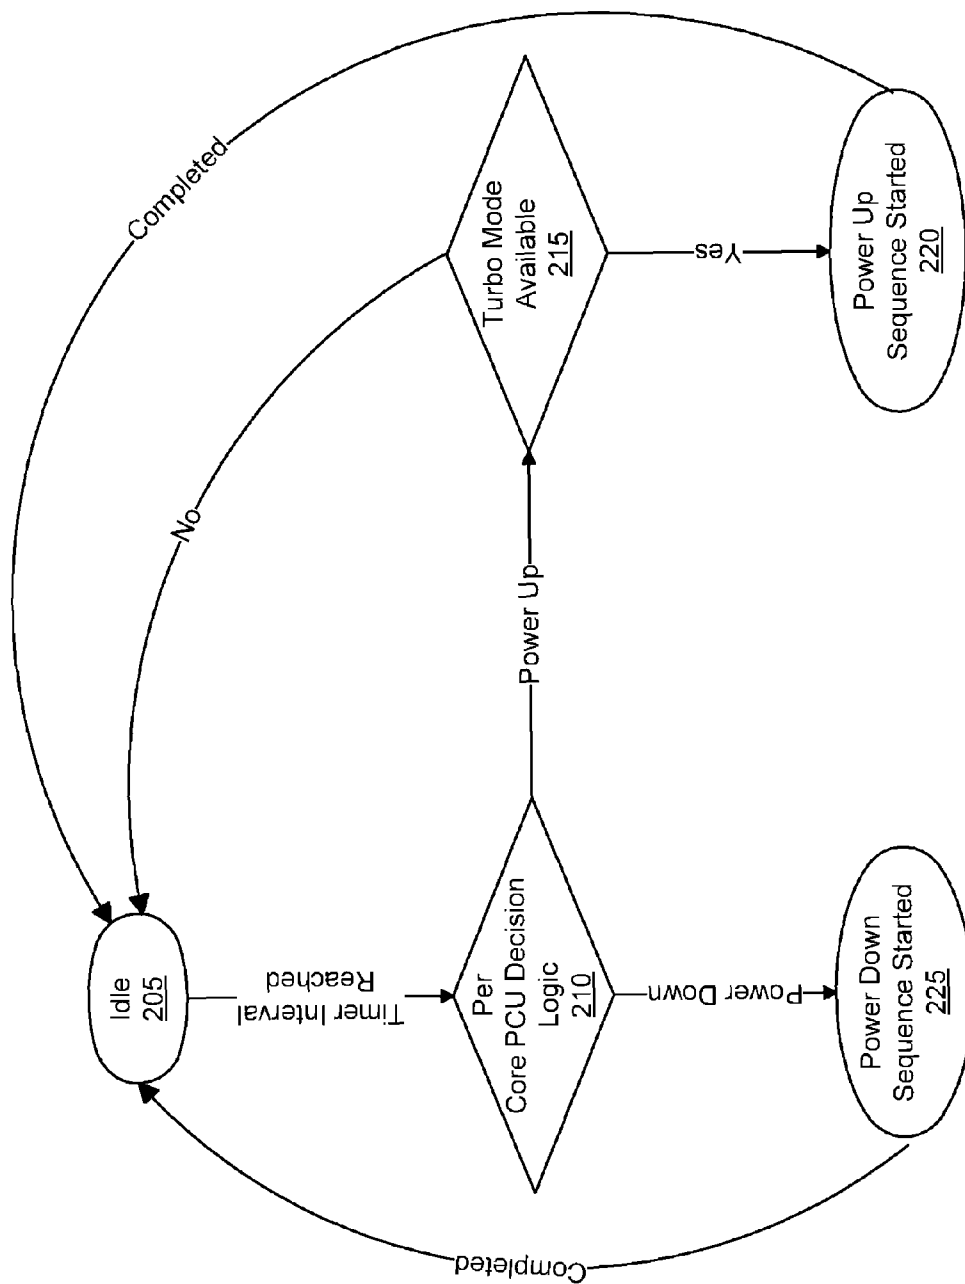 Idle
205
Timer Interval
Reached
Per
Core PCU Decision
Logic
210
Power Up
Turbo Mode
Available
215
No
Yes
Power Up
Sequence Started
220
Completed
Power Down
Power Down
Sequence Started
225
Completed